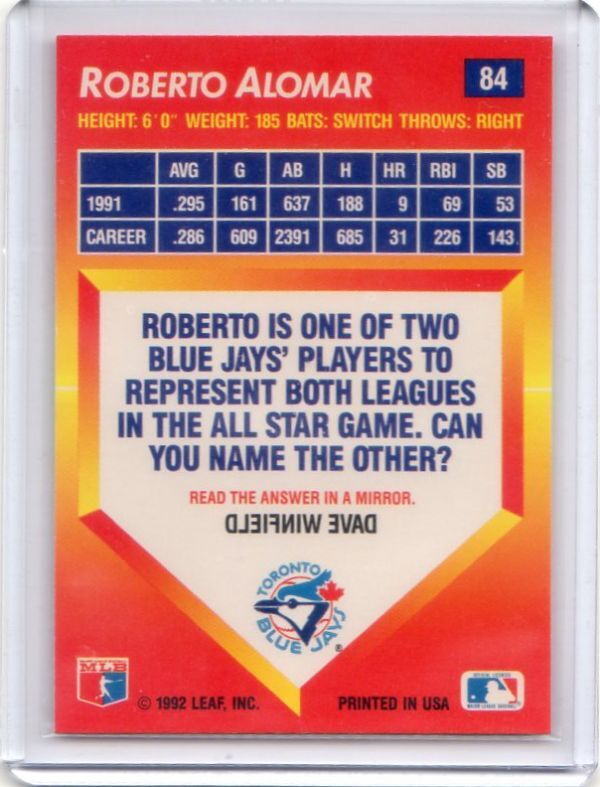 ROBERTO ALOMAR 84
HEIGHT: 6' 0" WEIGHT: 185 BATS: SWITCH THROWS: RIGHT
AVG G AB H HR RBI SB
1991 .295 161 637 188 9 69 53
CAREER .286 609 2391 685 31 226 143
ROBERTO IS ONE OF TWO
BLUE JAYS' PLAYERS TO
REPRESENT BOTH LEAGUES
IN THE ALL STAR GAME. CAN
YOU NAME THE OTHER?
READ THE ANSWER IN A MIRROR.
DAVE WINFIELD
TORONTO
BLUE JAYS ®
MLB
© 1992 LEAF, INC. PRINTED IN USA
MAJOR LEAGUE BASEBALL